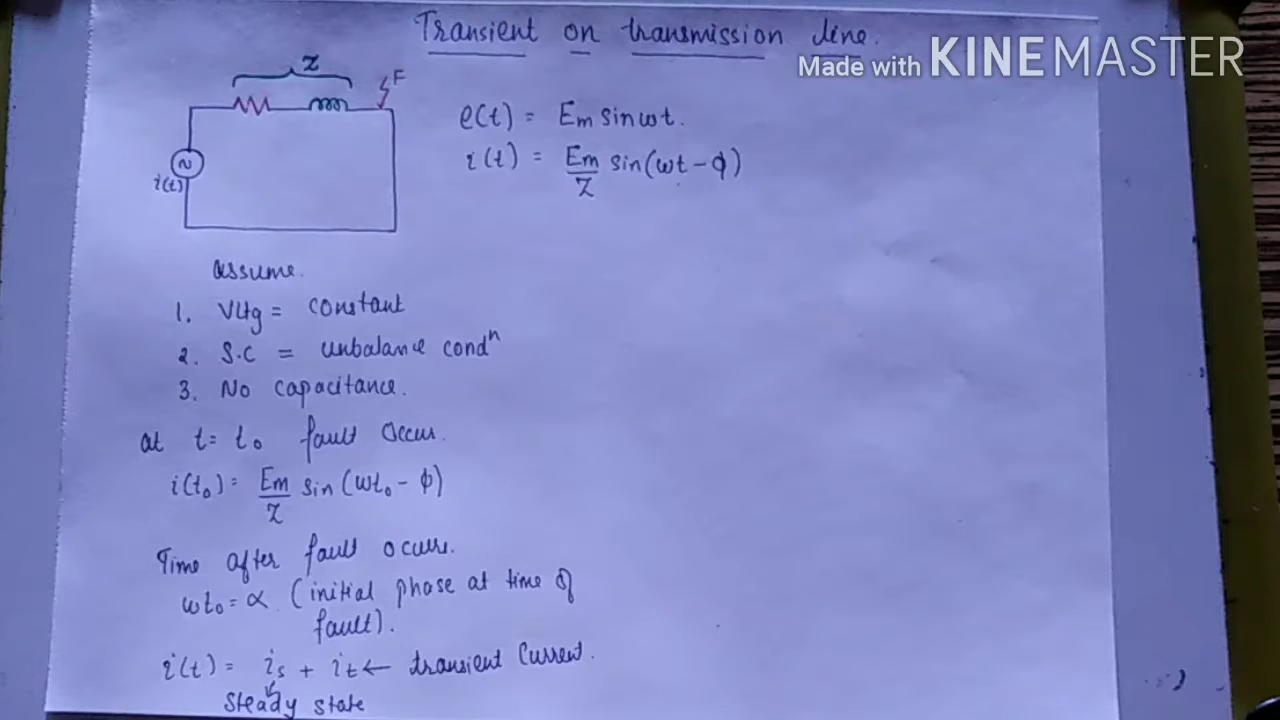 Transient on transmission line.
Made with KINEMASTER
Z
F
i(t)
e(t) = Em sinωt.
i(t) = Em/Z sin(ωt - ϕ)
assume.
1. Vltg = constant
2. S.C = unbalance condⁿ
3. No capacitance.
at t = t₀ fault occur.
i(t₀) = Em/Z sin(ωt₀ - ϕ)
Time after fault occurs.
ωt₀ = α (initial phase at time of
fault).
i(t) = is + it ← transient current.
steady state